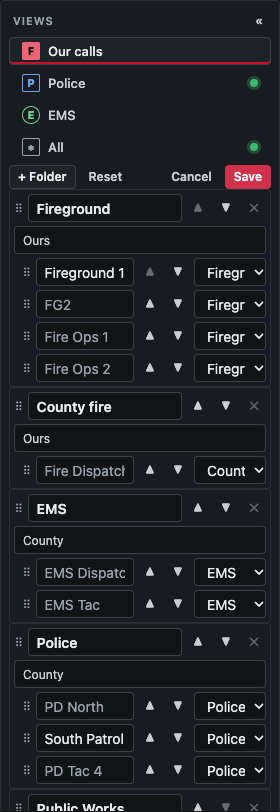 VIEWS «
F Our calls
P Police
E EMS
* All
+ Folder Reset Cancel Save
Fireground
Ours
Fireground 1 Firegr
FG2 Firegr
Fire Ops 1 Firegr
Fire Ops 2 Firegr
County fire
Ours
Fire Dispatch Count
EMS
County
EMS Dispatc EMS
EMS Tac EMS
Police
County
PD North Police
South Patrol Police
PD Tac 4 Police
Public Works